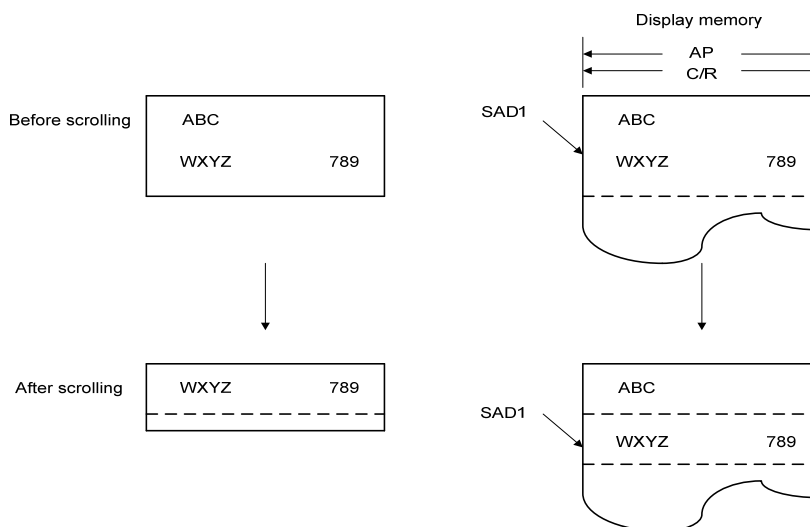 Display memory
AP
C/R
Before scrolling
ABC
WXYZ 789
SAD1
ABC
WXYZ 789
After scrolling
WXYZ 789
SAD1
ABC
WXYZ 789